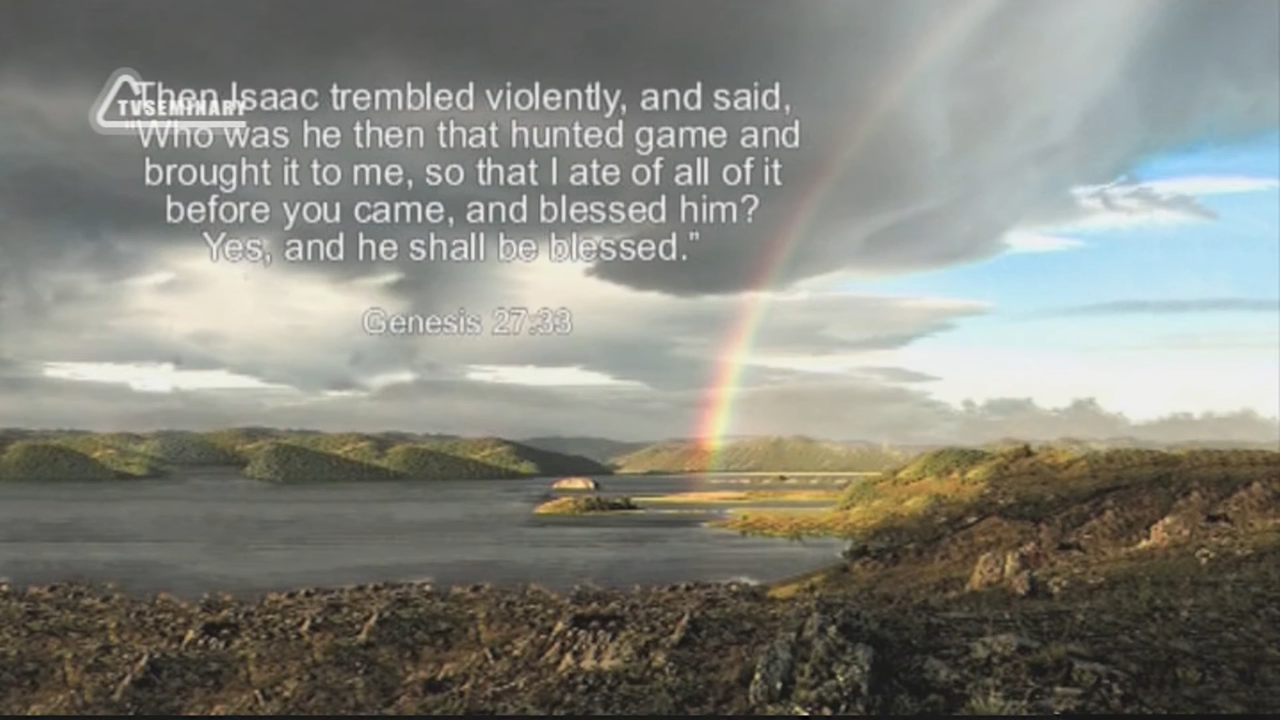 TVSEMINARY
Then Isaac trembled violently, and said,
"Who was he then that hunted game and
brought it to me, so that I ate of all of it
before you came, and blessed him?
Yes, and he shall be blessed.”
Genesis 27:33